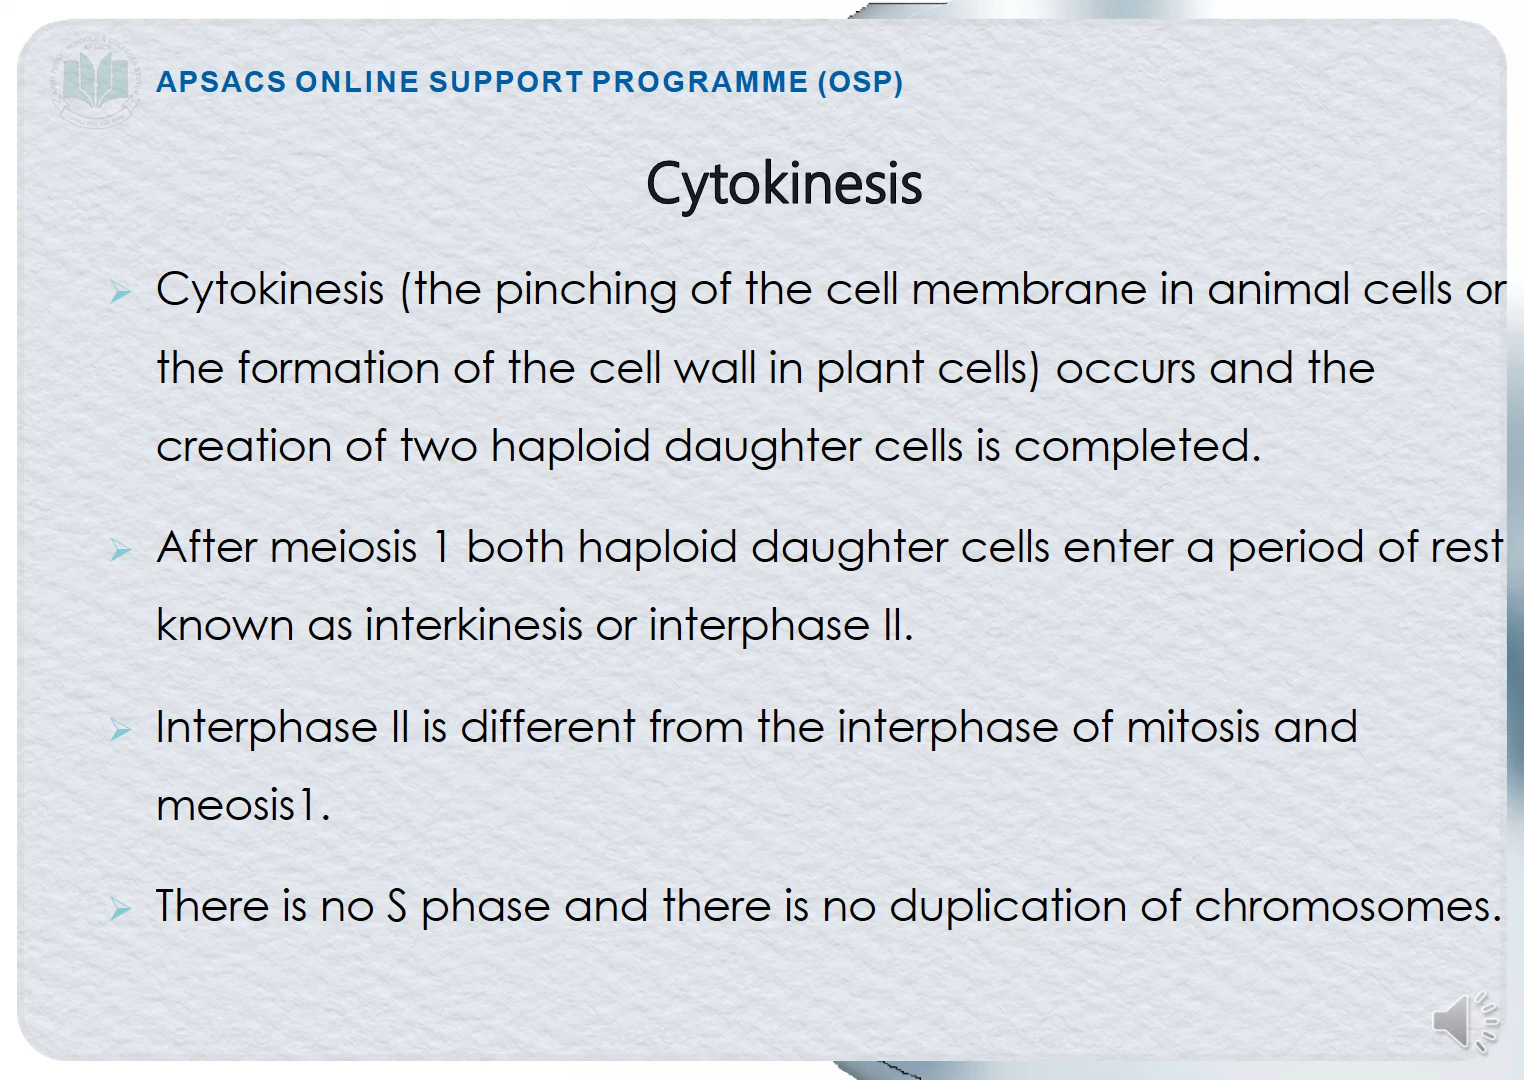 APSACS ONLINE SUPPORT PROGRAMME (OSP)
Cytokinesis
Cytokinesis (the pinching of the cell membrane in animal cells or
the formation of the cell wall in plant cells) occurs and the
creation of two haploid daughter cells is completed.
After meiosis 1 both haploid daughter cells enter a period of rest
known as interkinesis or interphase II.
Interphase II is different from the interphase of mitosis and
meosis1.
There is no S phase and there is no duplication of chromosomes.